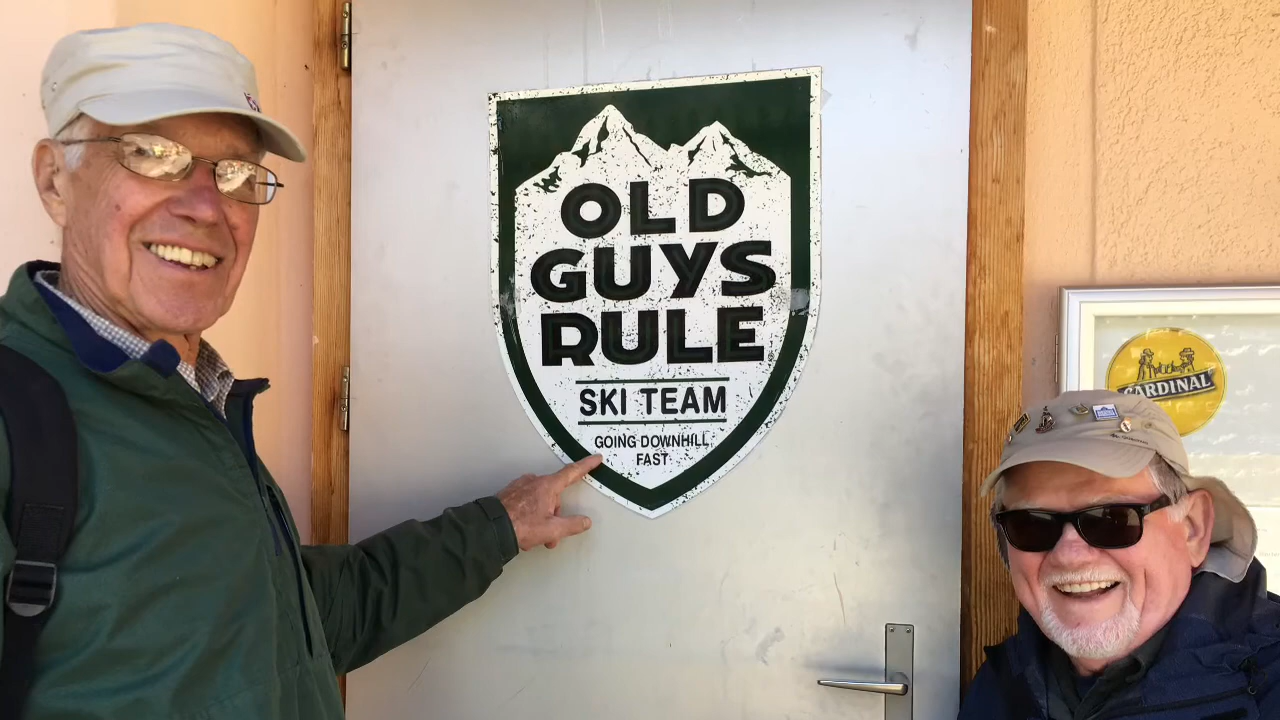 OLD
GUYS
RULE
SKI TEAM
GOING DOWNHILL
FAST
CARDINAL